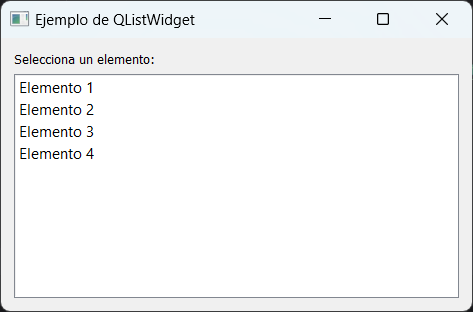 Ejemplo de QListWidget
Selecciona un elemento:
Elemento 1
Elemento 2
Elemento 3
Elemento 4